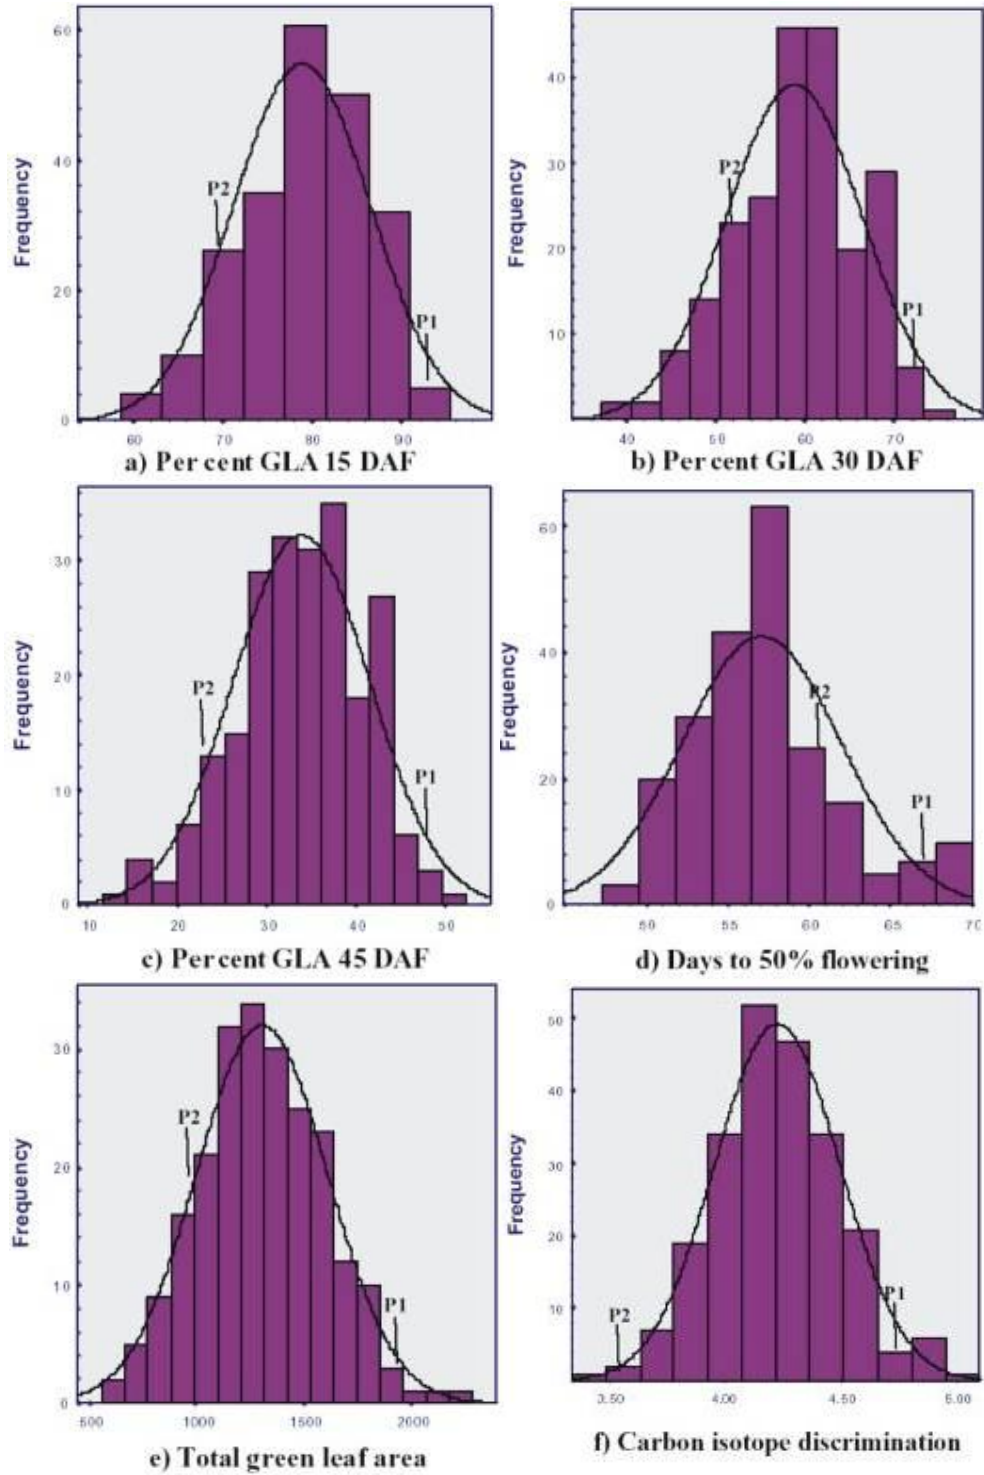 60
40
20
0
Frequency
P2
P1
60 70 80 90
a) Per cent GLA 15 DAF
40
30
20
10
Frequency
P2
P1
40 50 60 70
b) Per cent GLA 30 DAF
30
20
10
0
Frequency
P2
P1
10 20 30 40 50
c) Per cent GLA 45 DAF
60
40
20
0
Frequency
P2
P1
50 55 60 65 70
d) Days to 50% flowering
30
20
10
0
Frequency
P2
P1
500 1000 1500 2000
e) Total green leaf area
50
40
30
20
10
Frequency
P2
P1
3.50 4.00 4.50 5.00
f) Carbon isotope discrimination